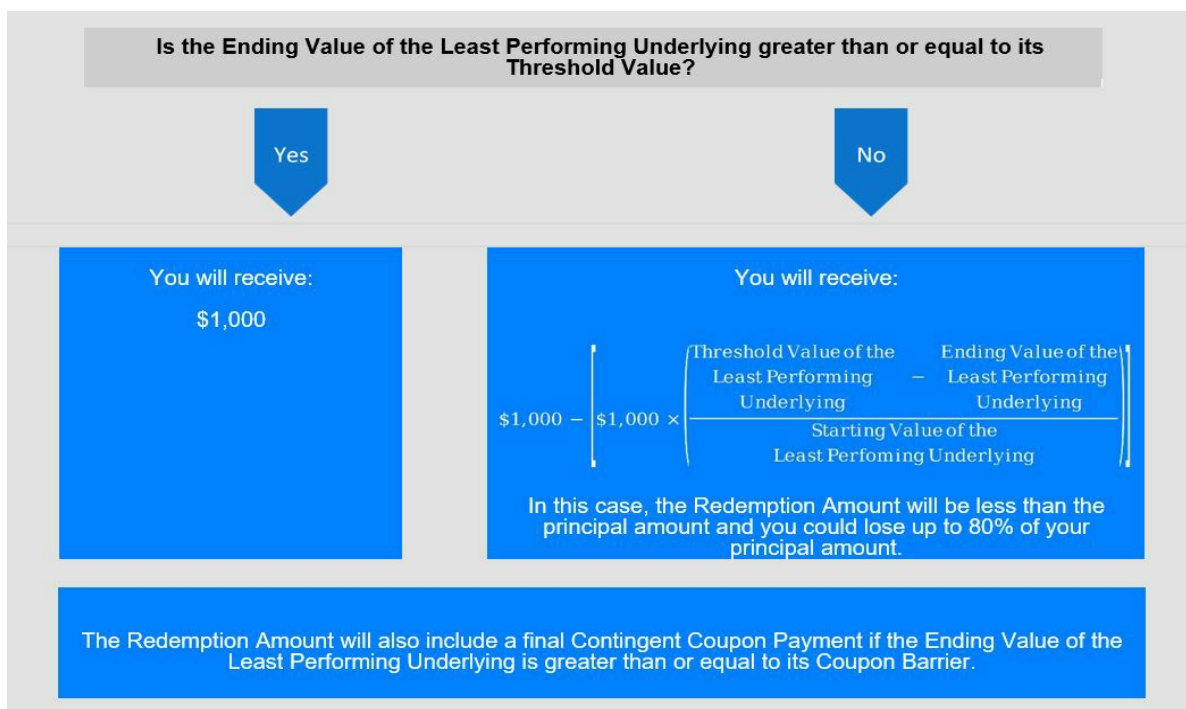 Is the Ending Value of the Least Performing Underlying greater than or equal to its
Threshold Value?
Yes
No
You will receive:
$1,000
You will receive:
$1,000 − [$1,000 × (
Threshold Value of the
Least Performing
Underlying
−
Ending Value of the
Least Performing
Underlying
Starting Value of the
Least Perfoming Underlying
)]
In this case, the Redemption Amount will be less than the
principal amount and you could lose up to 80% of your
principal amount.
The Redemption Amount will also include a final Contingent Coupon Payment if the Ending Value of the
Least Performing Underlying is greater than or equal to its Coupon Barrier.